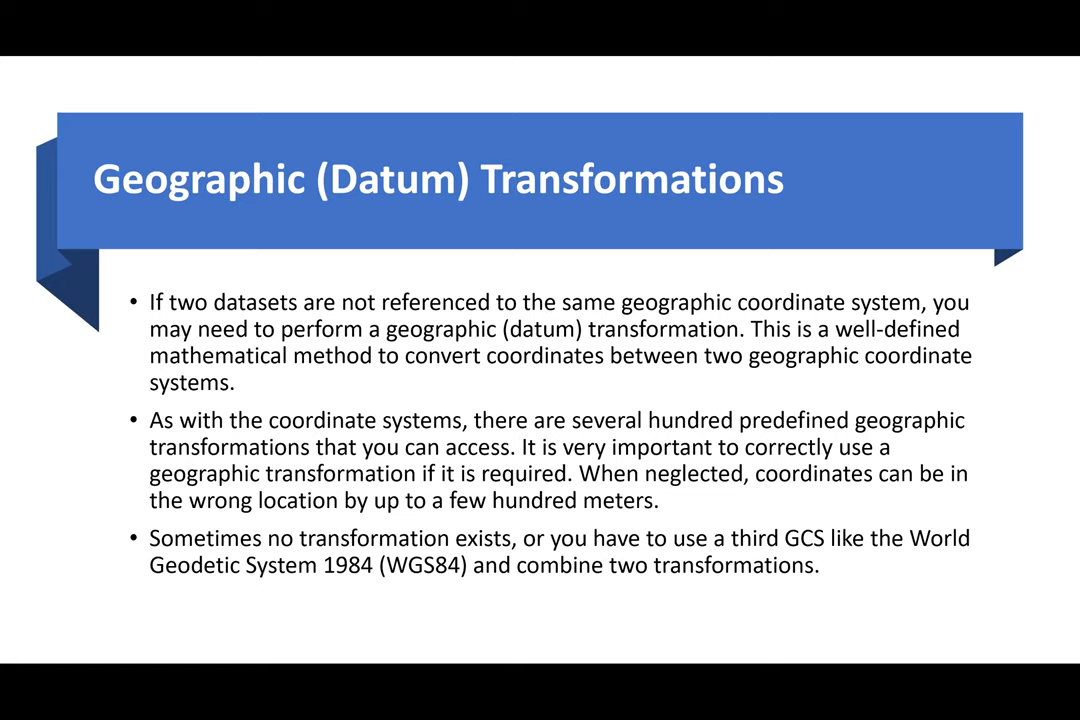 Geographic (Datum) Transformations
• If two datasets are not referenced to the same geographic coordinate system, you
may need to perform a geographic (datum) transformation. This is a well-defined
mathematical method to convert coordinates between two geographic coordinate
systems.
• As with the coordinate systems, there are several hundred predefined geographic
transformations that you can access. It is very important to correctly use a
geographic transformation if it is required. When neglected, coordinates can be in
the wrong location by up to a few hundred meters.
• Sometimes no transformation exists, or you have to use a third GCS like the World
Geodetic System 1984 (WGS84) and combine two transformations.